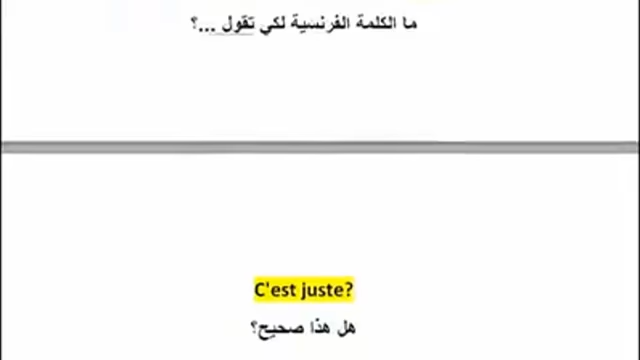 ما الكلمة الفرنسية لكي تقول ...؟
C'est juste?
هل هذا صحيح؟